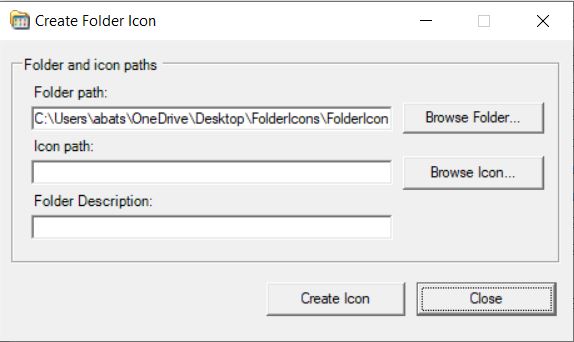 Create Folder Icon
Folder and icon paths
Folder path:
C:\Users\abats\OneDrive\Desktop\FolderIcons\FolderIcon
Browse Folder...
Icon path:
Browse Icon...
Folder Description:
Create Icon
Close